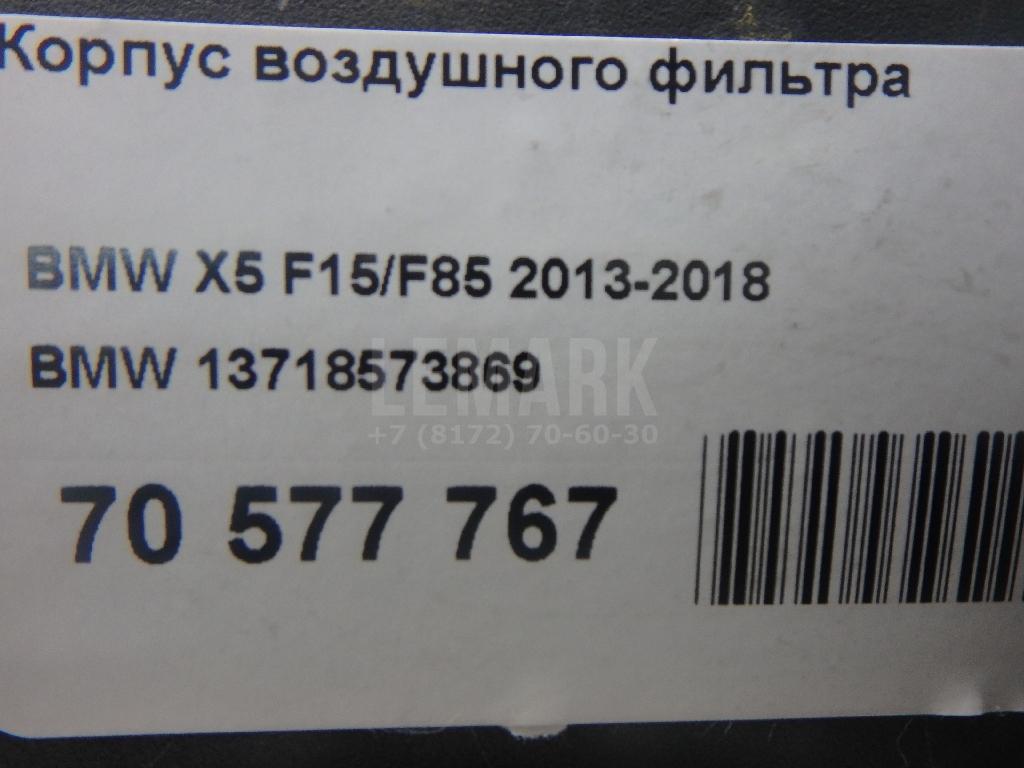 Корпус воздушного фильтра
BMW X5 F15/F85 2013-2018
BMW 13718573869
LEMARK
+7 (8172) 70-60-30
70 577 767